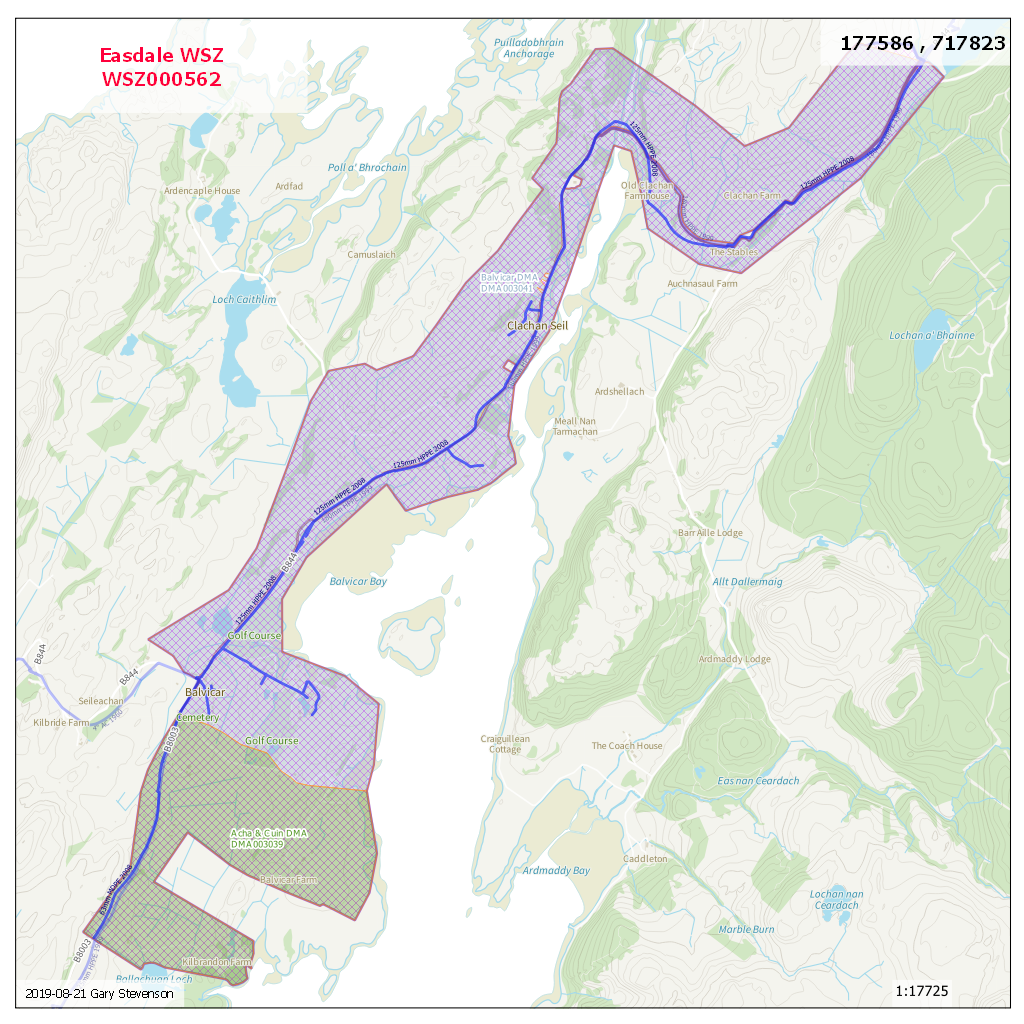 Easdale WSZ
WSZ000562
177586 , 717823
Puilladobhrain
Anchorage
125mm HPPE 2008
Poll a' Bhrochain
Ardencaple House
Ardfad
Old Clachan
Farmhouse
Clachan Farm
125mm HPPE 2008
The Stables
Camuslaich
Balvicar DMA
DMA003041
Auchnasaul Farm
Loch Caithlim
Clachan Seil
Lochan a' Bhainne
Ardshellach
Meall Nan
Tarmachan
125mm HPPE 2008
125mm HPPE 2008
BarrAille Lodge
B844
Balvicar Bay
125mm HPPE 2008
Allt Dallermaig
Golf Course
B844
Ardmaddy Lodge
B844
Balvicar
Seileachan
Kilbride Farm
Cemetery
B8003
Golf Course
Craiguillean
Cottage
The Coach House
Eas nan Ceardach
Acha & Cuin DMA
DMA003039
Caddleton
Ardmaddy Bay
Balvicar Farm
63mm HPPE 2008
Lochan nan
Ceardach
Marble Burn
B8003
Kilbrandon Farm
Ballachuan Loch
2019-08-21 Gary Stevenson
1:17725